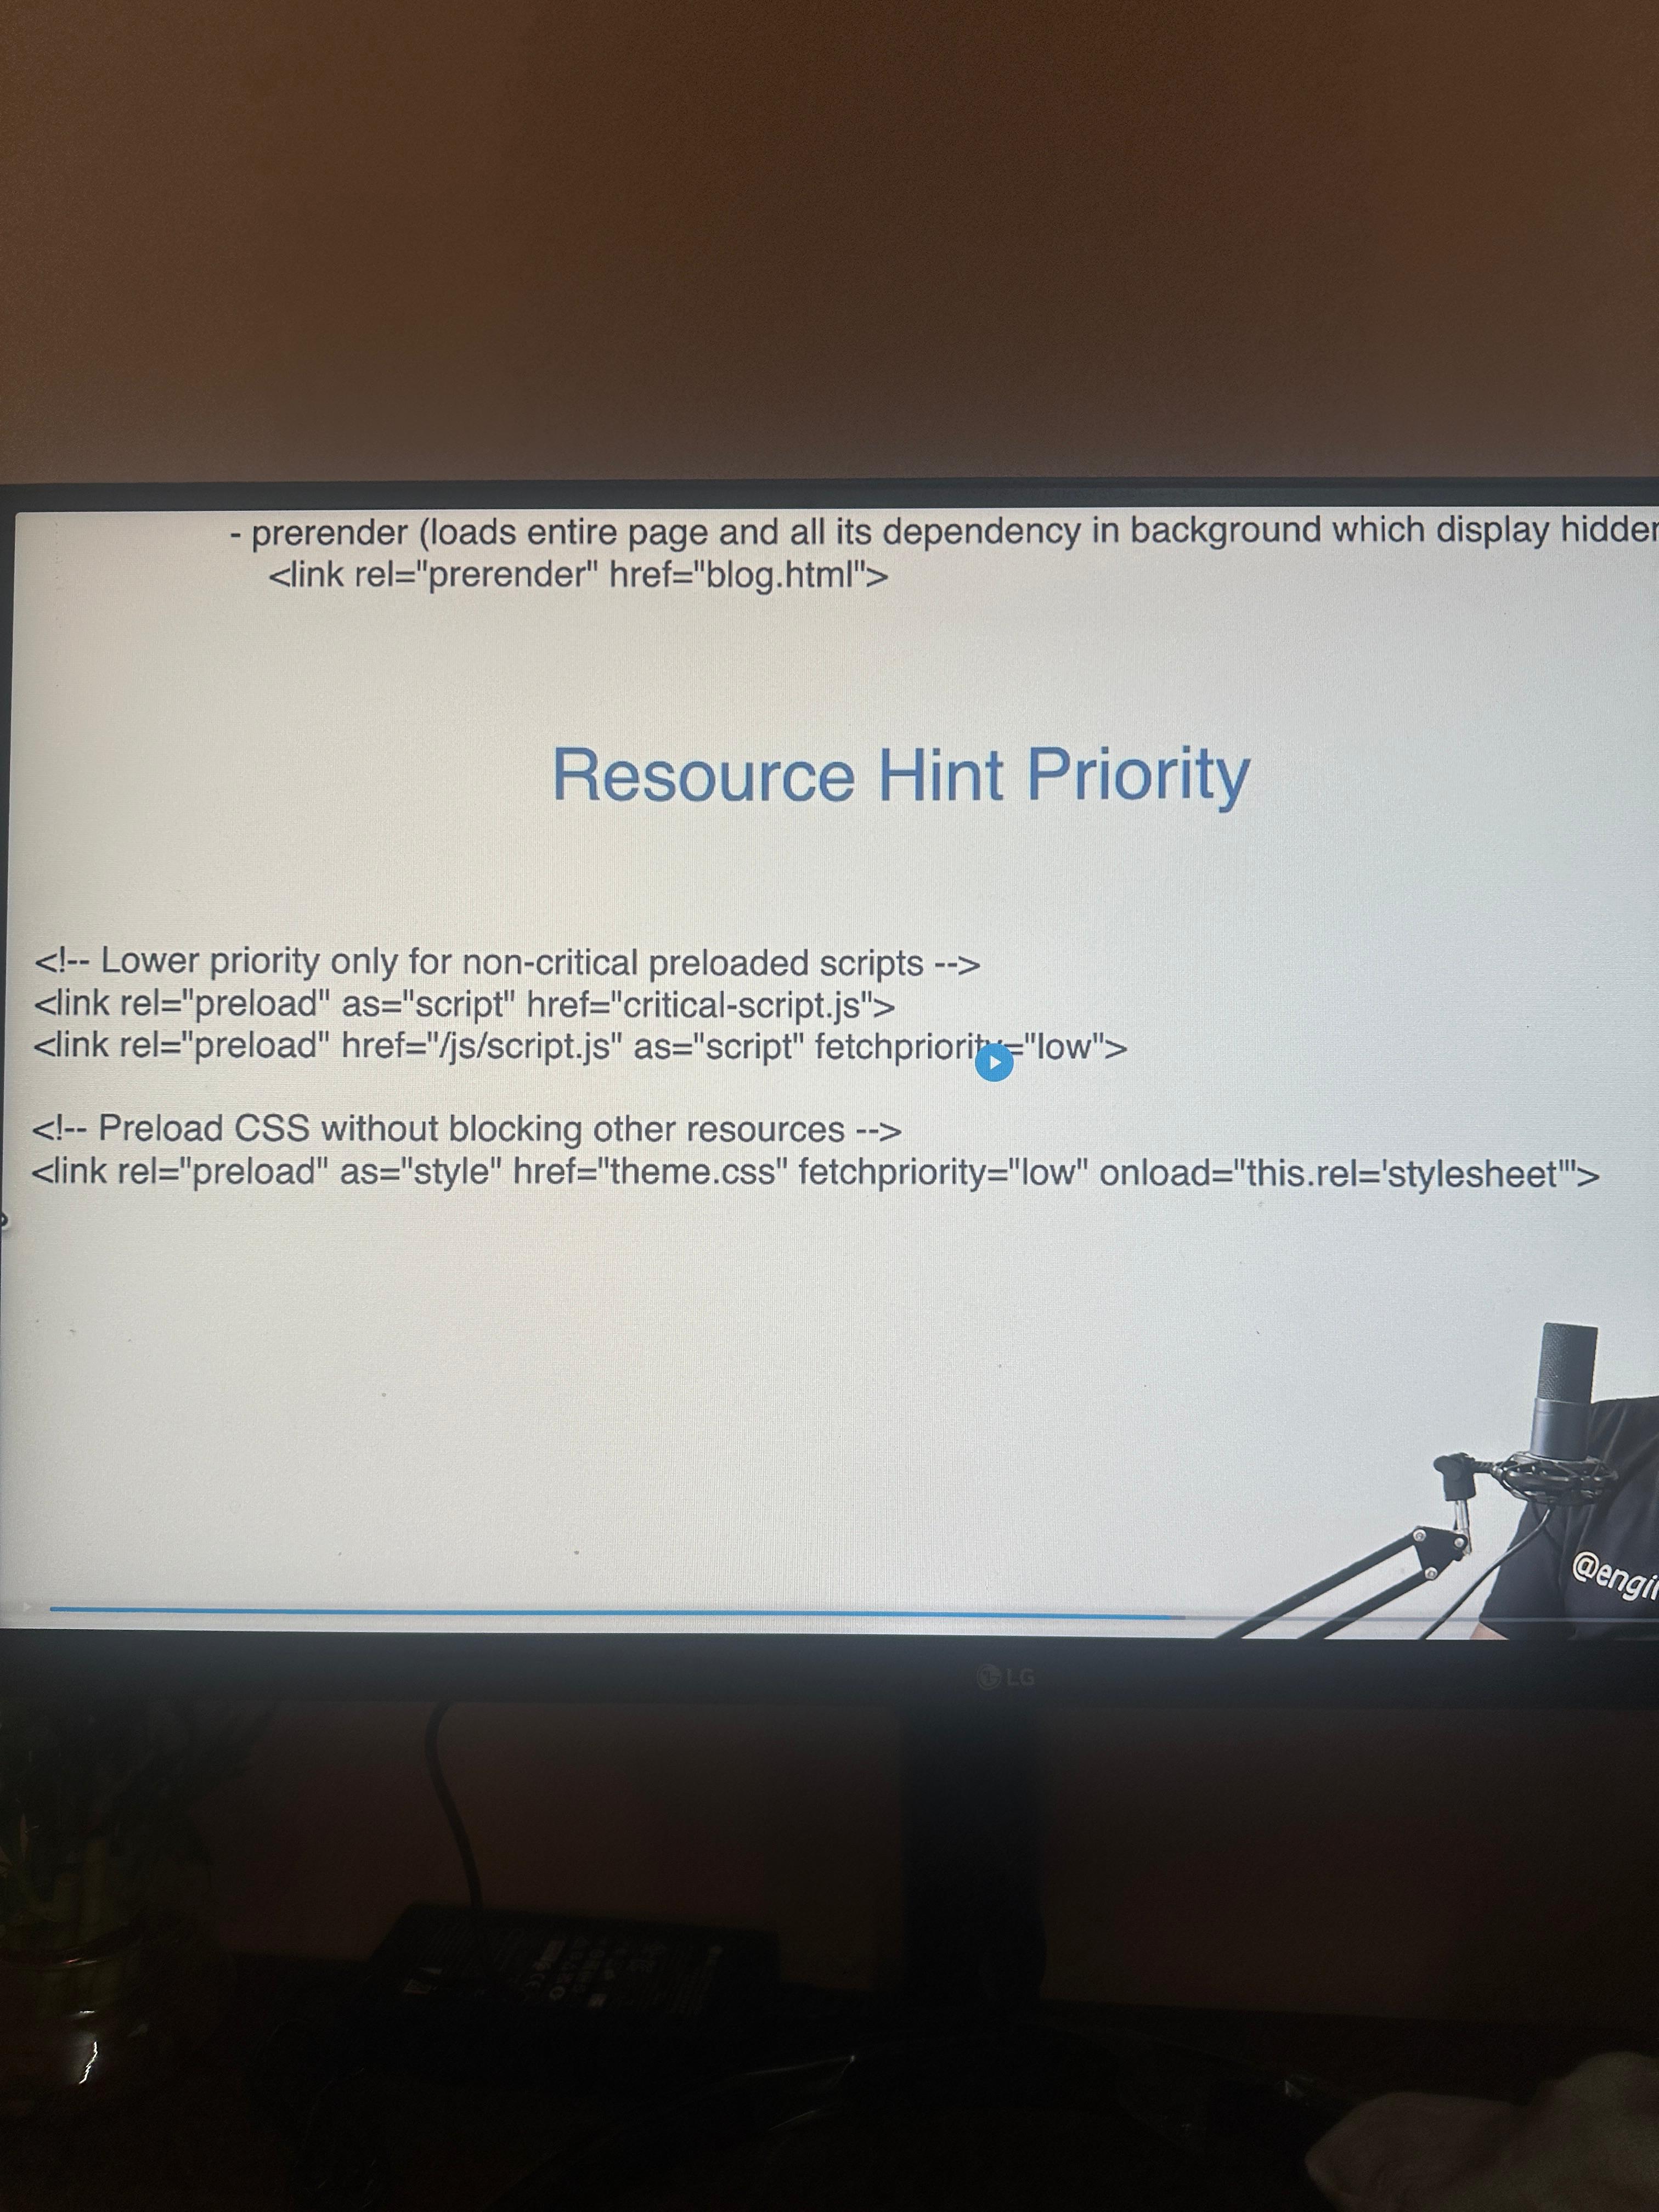 - prerender (loads entire page and all its dependency in background which display hidden
<link rel="prerender" href="blog.html">
Resource Hint Priority
<!-- Lower priority only for non-critical preloaded scripts -->
<link rel="preload" as="script" href="critical-script.js">
<link rel="preload" href="/js/script.js" as="script" fetchpriority="low">
<!-- Preload CSS without blocking other resources -->
<link rel="preload" as="style" href="theme.css" fetchpriority="low" onload="this.rel='stylesheet'">
@engi
LG